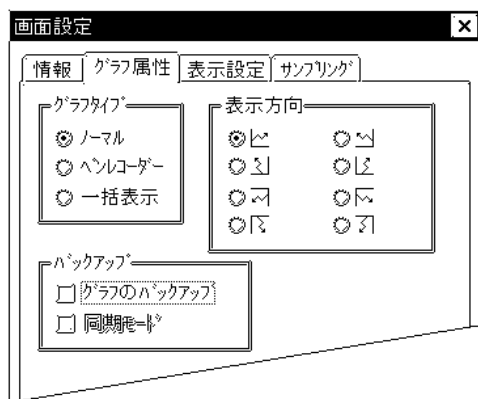 画面設定
情報 グラフ属性 表示設定 サンプリング
グラフタイプ
ノーマル
ペンレコーダー
一括表示
表示方向
バックアップ
グラフのバックアップ
同期モード